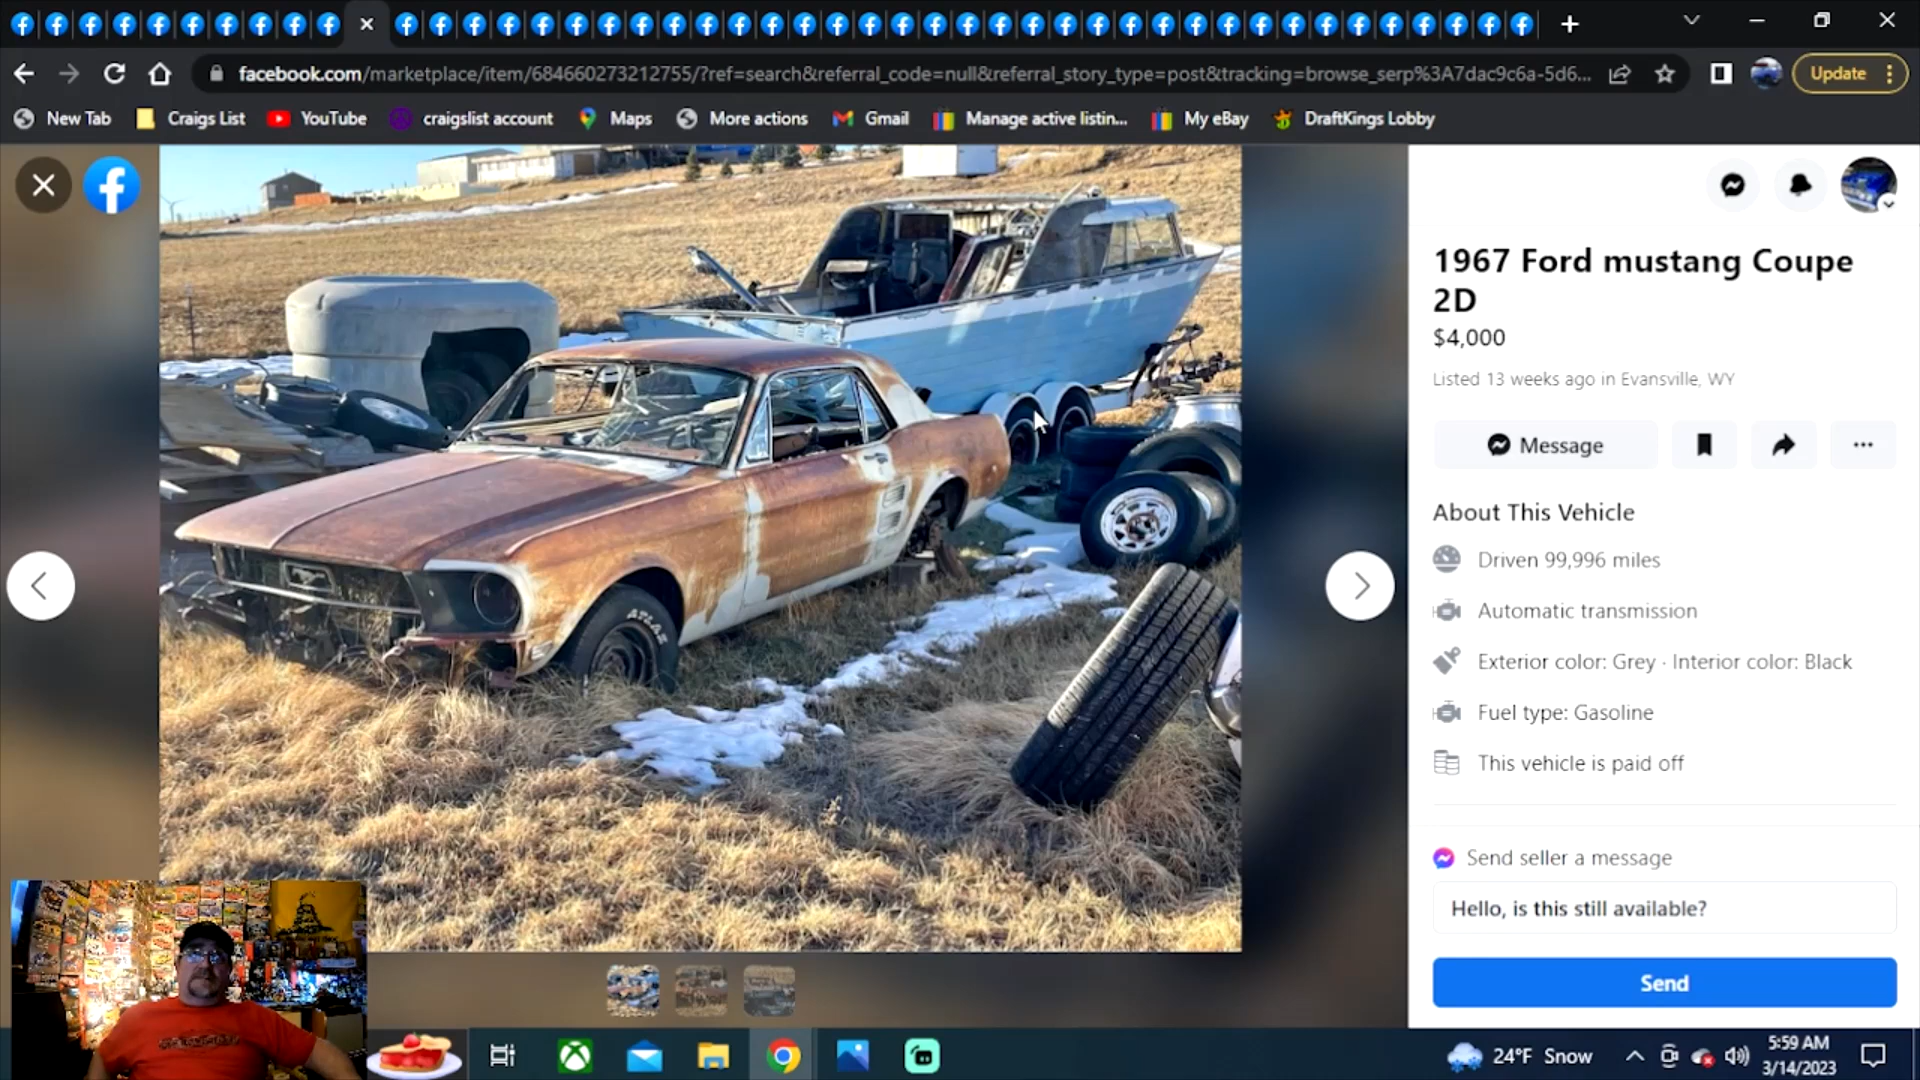 facebook.com/marketplace/item/684660273212755/?ref=search&referral_code=null&referral_story_type=post&tracking=browse_serp%3A7dac9c6a-5d6...
Update
New Tab
Craigs List
YouTube
craigslist account
Maps
More actions
Gmail
Manage active listin...
My eBay
DraftKings Lobby
1967 Ford mustang Coupe
2D
$4,000
Listed 13 weeks ago in Evansville, WY
Message
About This Vehicle
Driven 99,996 miles
Automatic transmission
Exterior color: Grey · Interior color: Black
Fuel type: Gasoline
This vehicle is paid off
Send seller a message
Hello, is this still available?
Send
ATLAS
24°F Snow
5:59 AM
3/14/2023